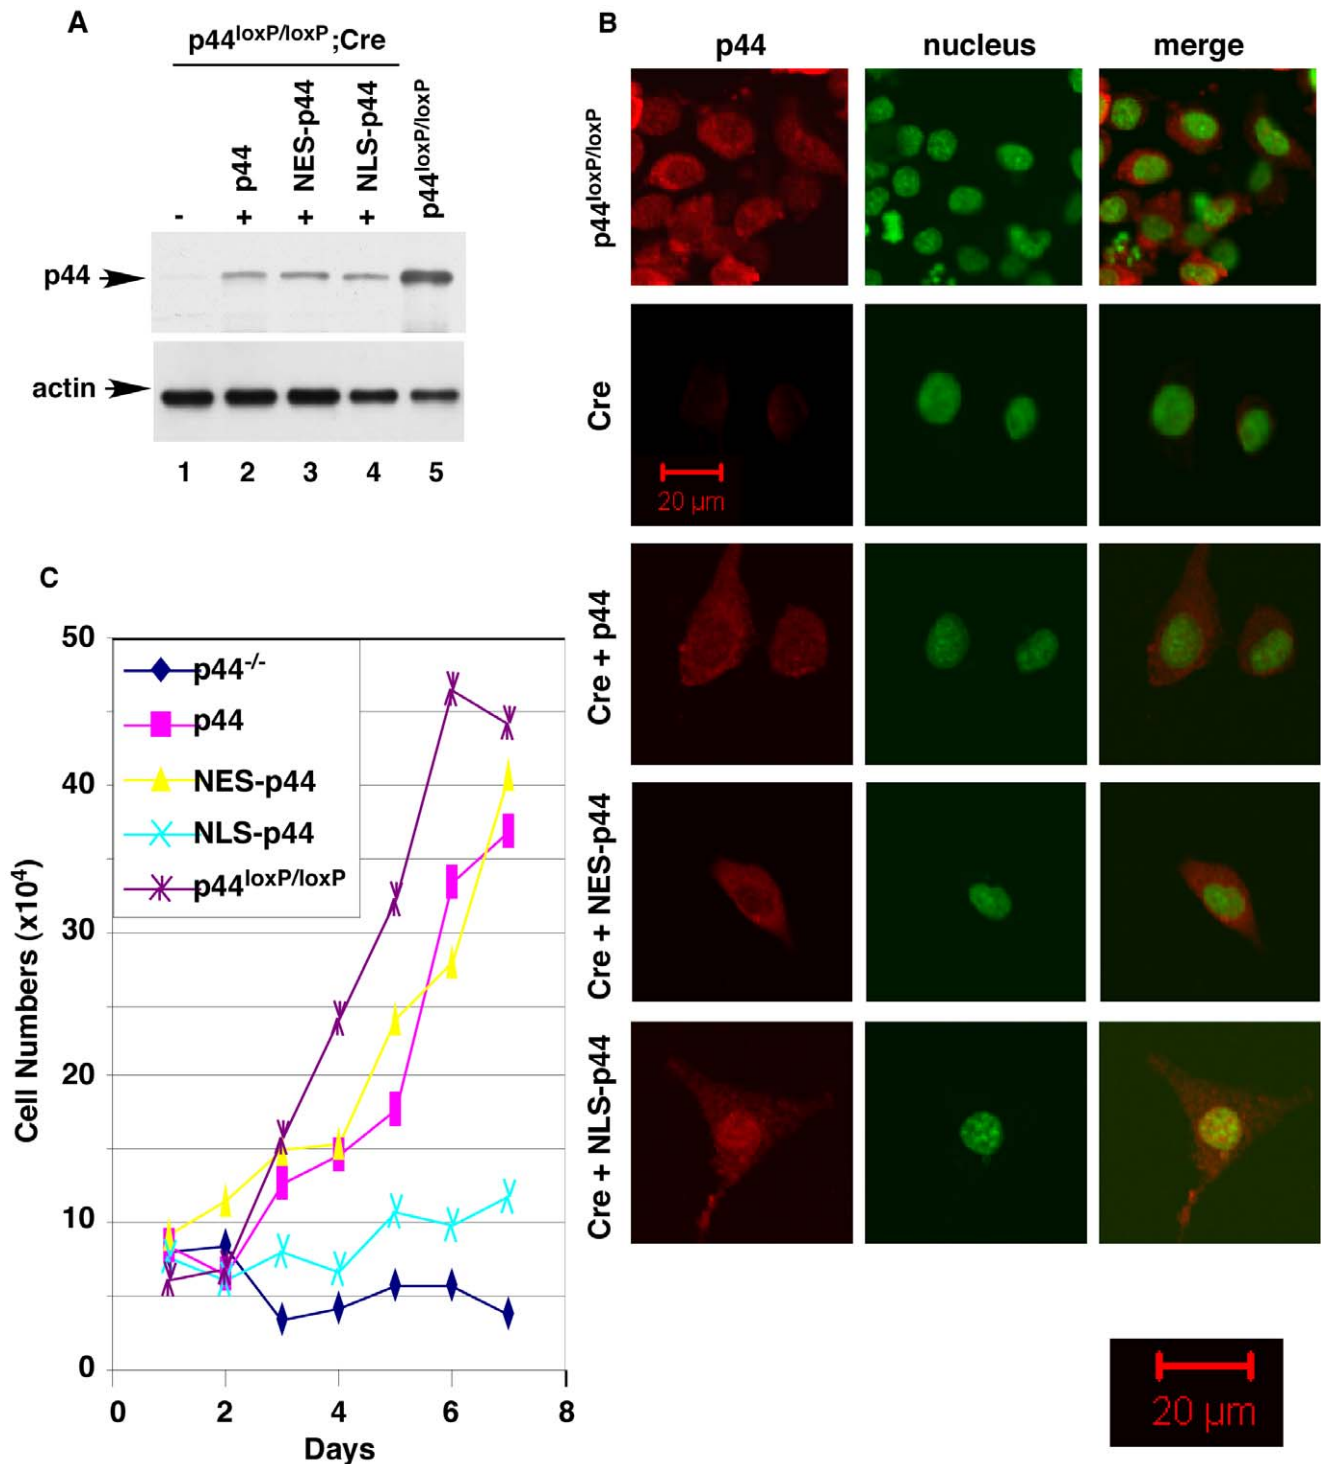 A
p44loxP/loxP;Cre
- + p44 + NES-p44 + NLS-p44 p44loxP/loxP
p44
actin
1 2 3 4 5
B
p44 nucleus merge
p44loxP/loxP
Cre
20 µm
Cre + p44
Cre + NES-p44
Cre + NLS-p44
20 µm
C
50
40
30
20
10
0
Cell Numbers (x10⁴)
p44-/-
p44
NES-p44
NLS-p44
p44loxP/loxP
0 2 4 6 8
Days